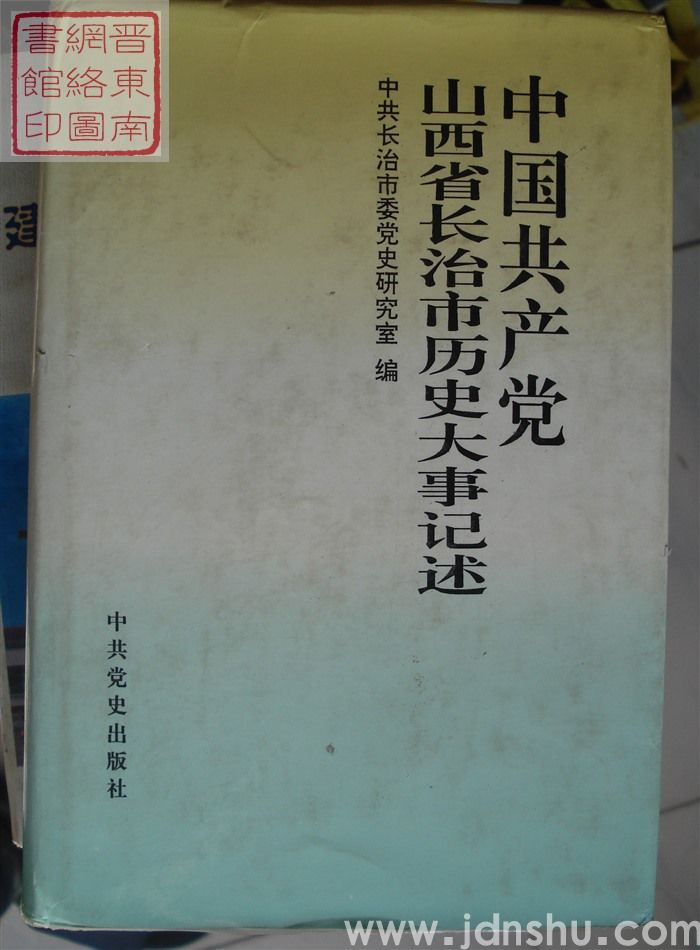 中国共产党
山西省长治市历史大事记述
中共长治市委党史研究室 编
中共党史出版社
建
晋東南
網絡圖
書館印
www.jdnshu.com